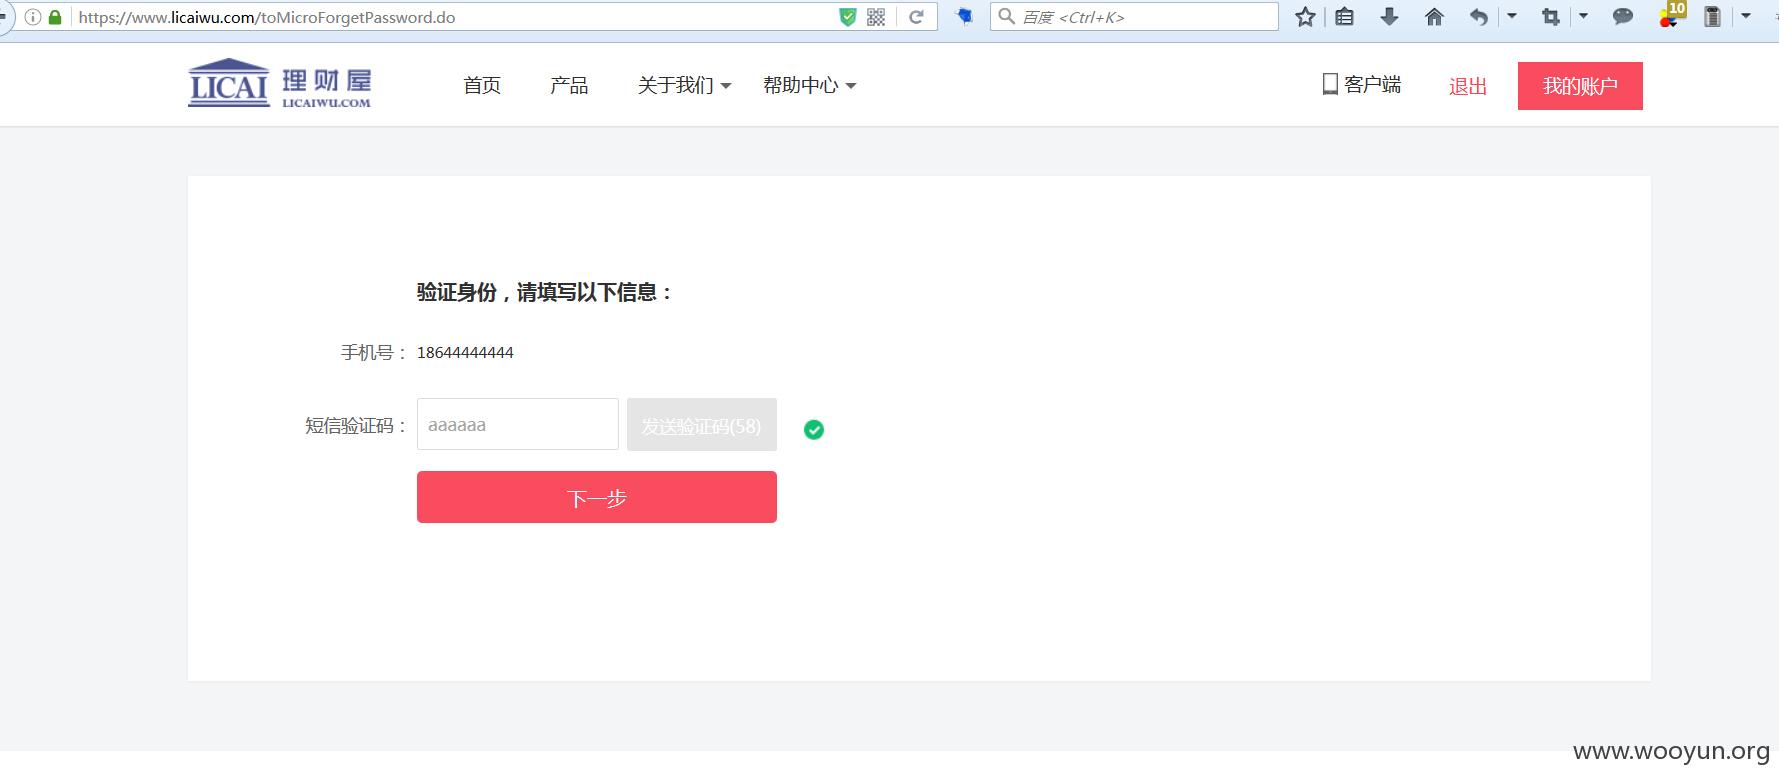 https://www.licaiwu.com/toMicroForgetPassword.do
百度 <Ctrl+K>
10
LICAI 理财屋
LICAIWU.COM
首页 产品 关于我们 帮助中心 客户端 退出 我的账户
验证身份，请填写以下信息：
手机号： 18644444444
短信验证码： aaaaaa 发送验证码(58)
下一步
www.wooyun.org